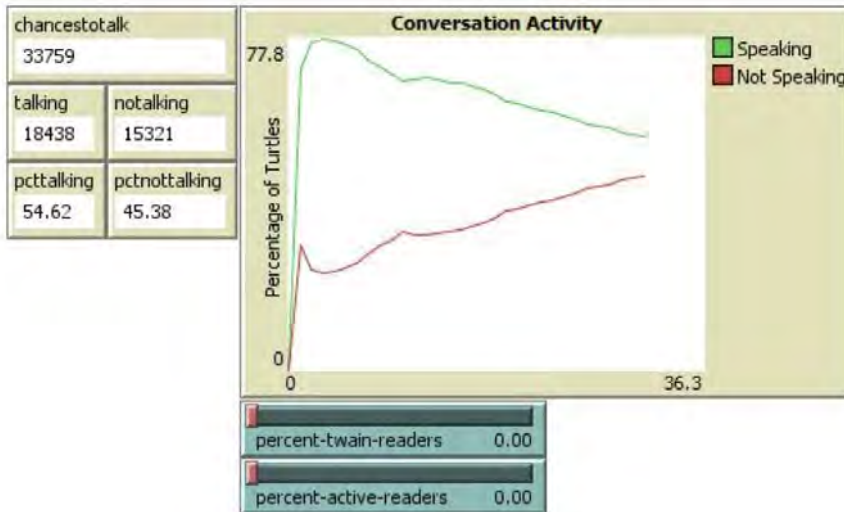 chancestotalk
33759
talking
18438
notalking
15321
pcttalking
54.62
pctnottalking
45.38
Conversation Activity
77.8
Percentage of Turtles
0
0
36.3
Speaking
Not Speaking
percent-twain-readers 0.00
percent-active-readers 0.00